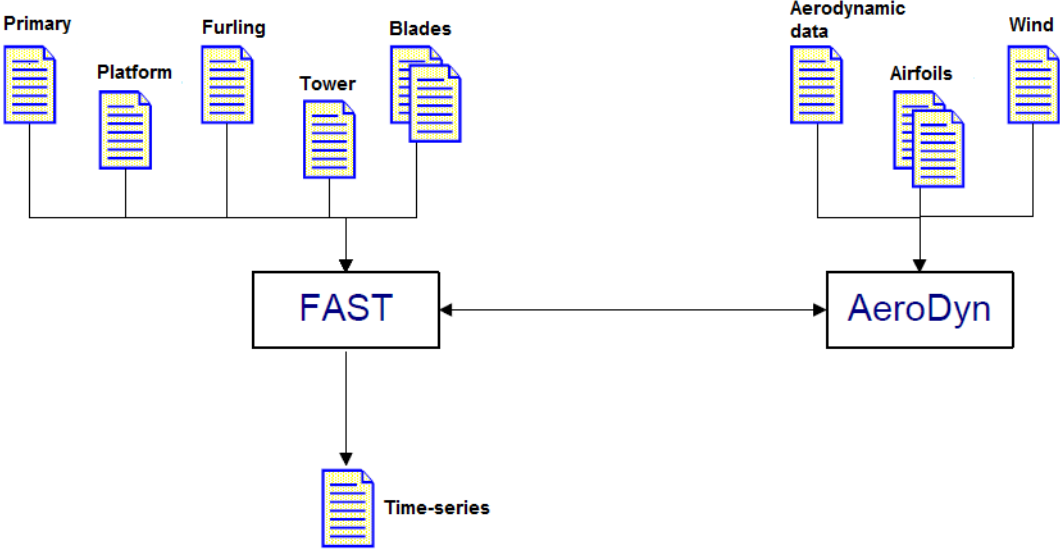 Primary
Platform
Furling
Tower
Blades
Aerodynamic
data
Airfoils
Wind
FAST
AeroDyn
Time-series